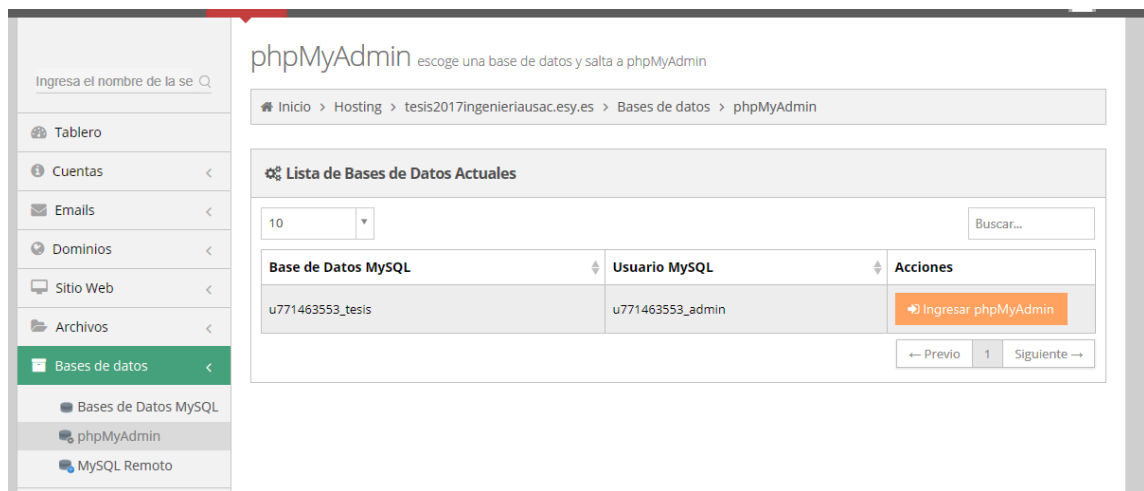 phpMyAdmin escoge una base de datos y salta a phpMyAdmin
Ingresa el nombre de la se
Inicio > Hosting > tesis2017ingenieriausac.esy.es > Bases de datos > phpMyAdmin
Tablero
Cuentas
Emails
Dominios
Sitio Web
Archivos
Bases de datos
Bases de Datos MySQL
phpMyAdmin
MySQL Remoto
Lista de Bases de Datos Actuales
10
Buscar...
Base de Datos MySQL Usuario MySQL Acciones
u771463553_tesis u771463553_admin Ingresar phpMyAdmin
← Previo 1 Siguiente →